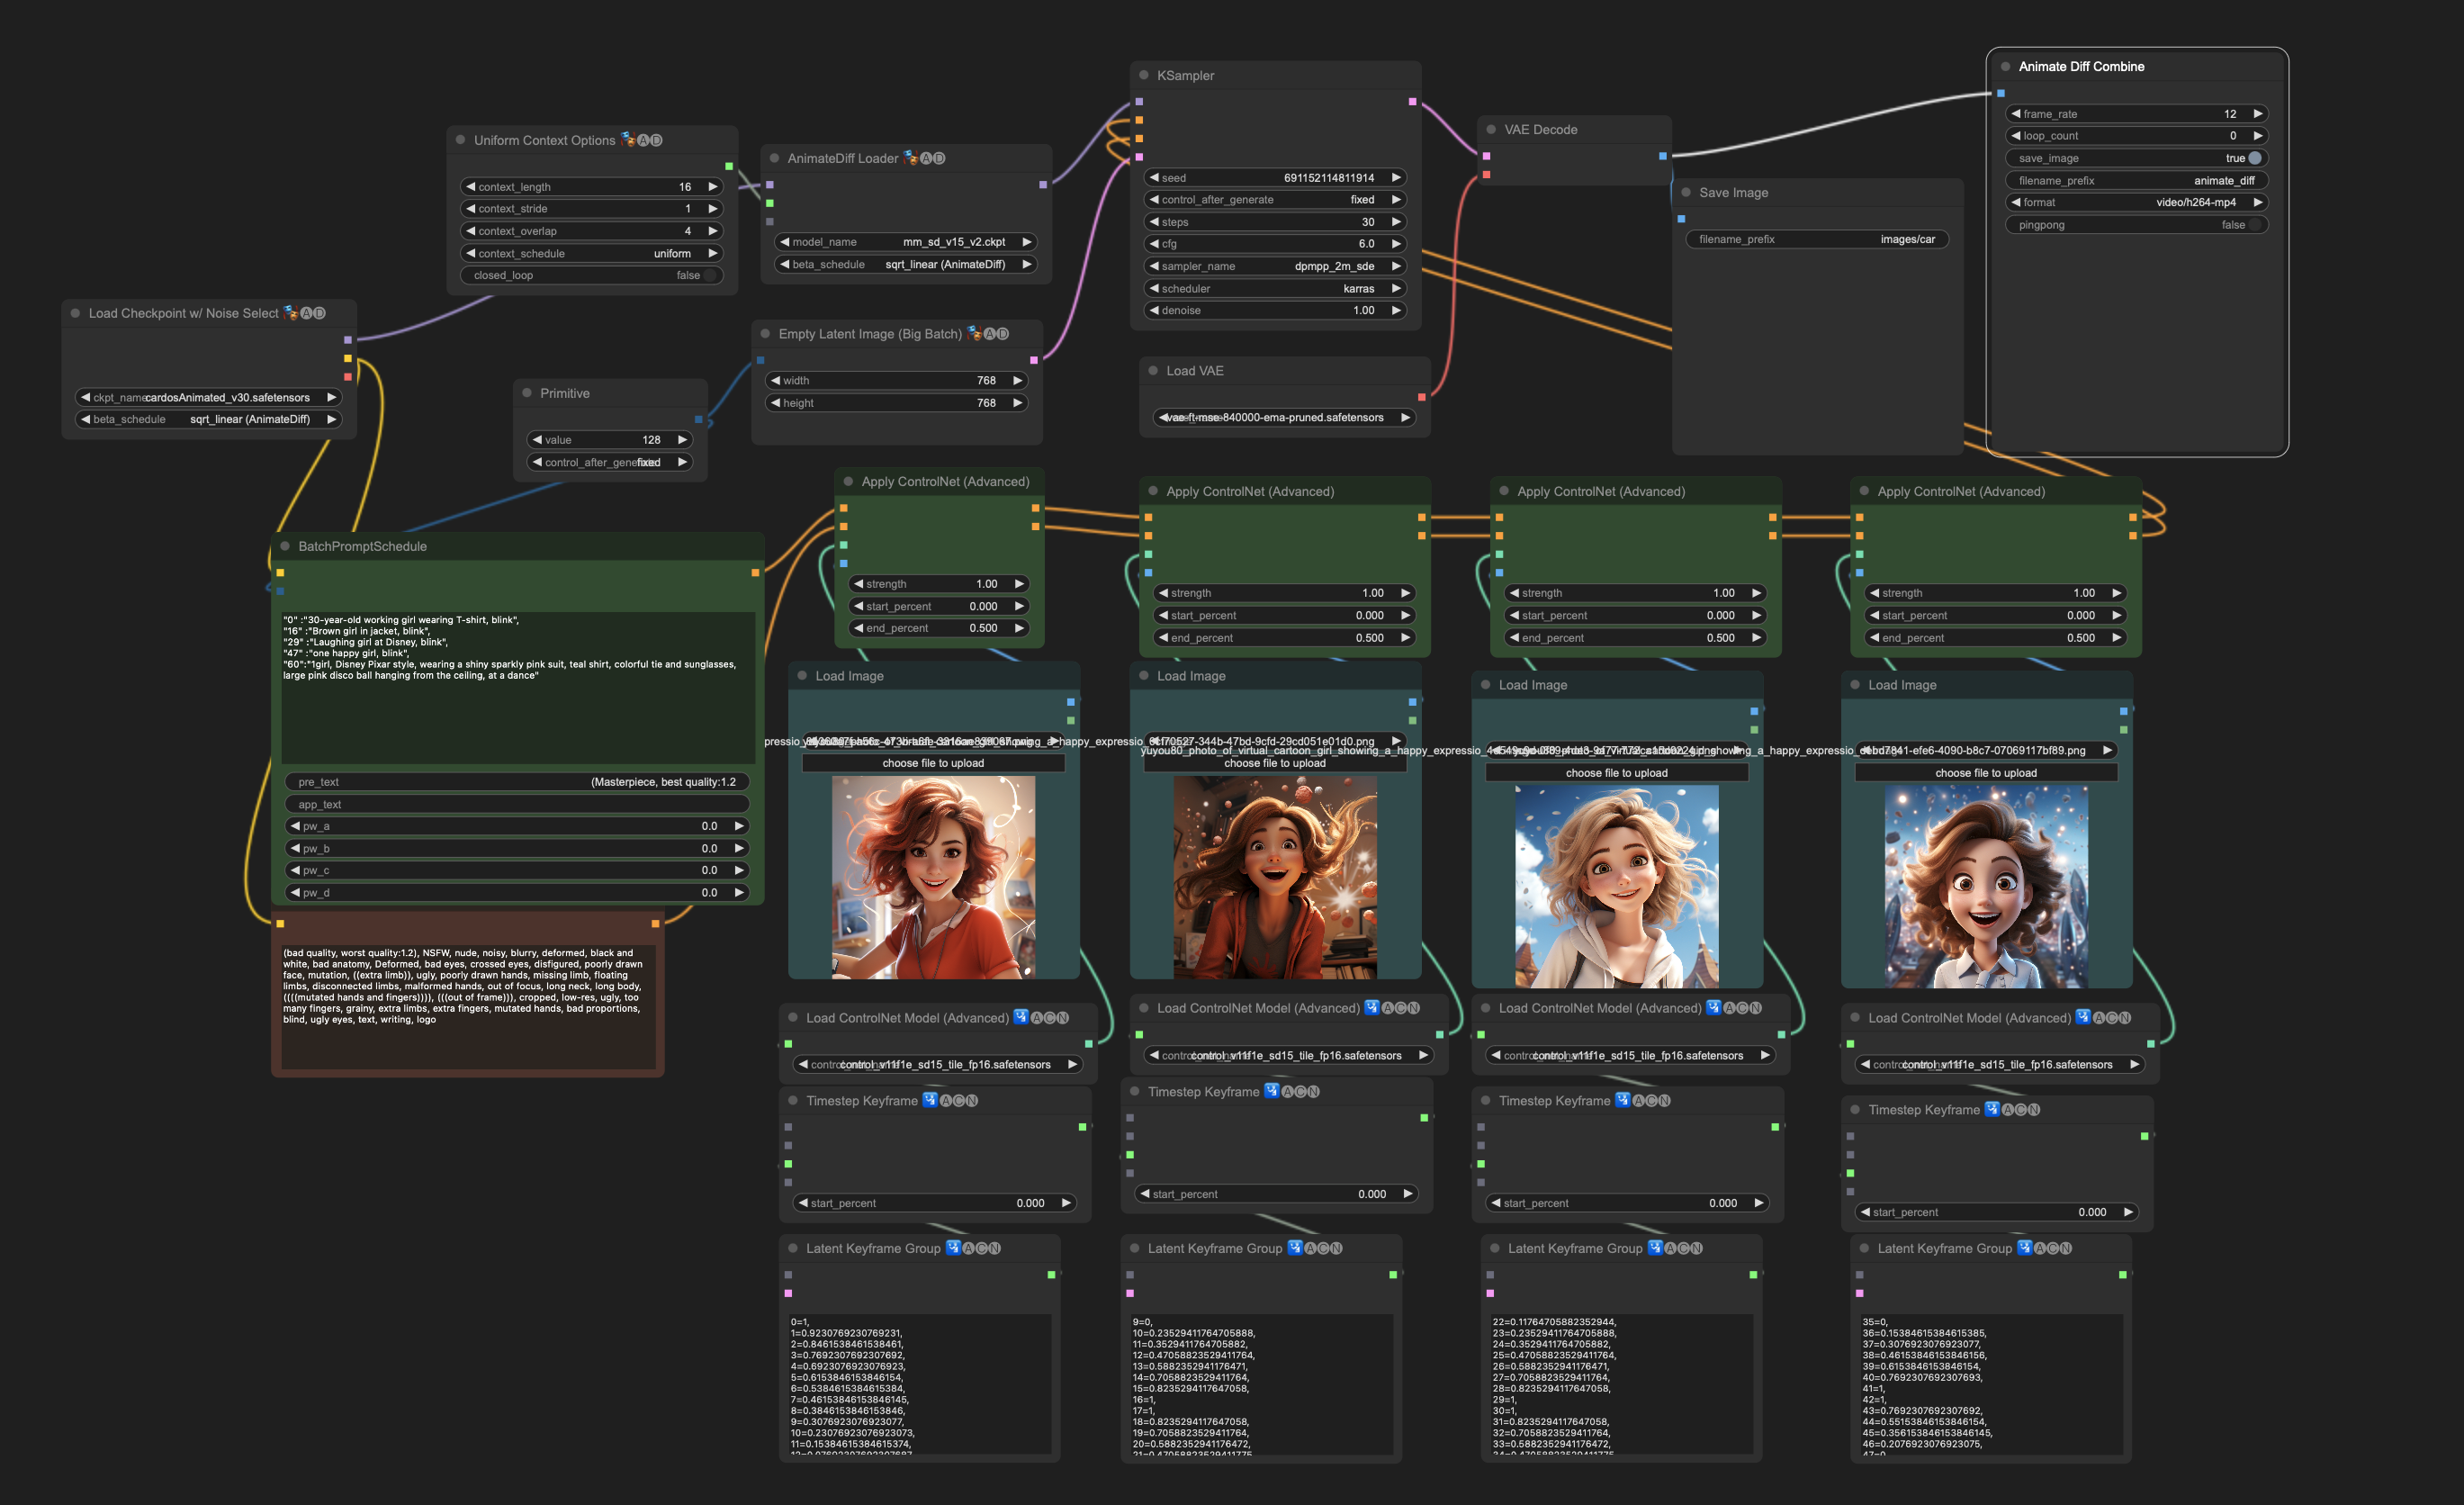 Uniform Context Options
context_length 16
context_stride 1
context_overlap 4
context_schedule uniform
closed_loop false
AnimateDiff Loader
model_name mm_sd_v15_v2.ckpt
beta_schedule sqrt_linear (AnimateDiff)
KSampler
seed 691152114811914
control_after_generate fixed
steps 30
cfg 6.0
sampler_name dpmpp_2m_sde
scheduler karras
denoise 1.00
VAE Decode
Save Image
filename_prefix images/car
Animate Diff Combine
frame_rate 12
loop_count 0
save_image true
filename_prefix animate_diff
format video/h264-mp4
pingpong false
Load Checkpoint w/ Noise Select
ckpt_name cardosAnimated_v30.safetensors
beta_schedule sqrt_linear (AnimateDiff)
Primitive
value 128
control_after_generate fixed
Empty Latent Image (Big Batch)
width 768
height 768
Load VAE
vae-ft-mse-840000-ema-pruned.safetensors
BatchPromptSchedule
"0" :"30-year-old working girl wearing T-shirt, blink",
"16" :"Brown girl in jacket, blink",
"29" :"Laughing girl at Disney, blink",
"47" :"one happy girl, blink",
"60":"1girl, Disney Pixar style, wearing a shiny sparkly pink suit, teal shirt, colorful tie and sunglasses,
large pink disco ball hanging from the ceiling, at a dance"
pre_text (Masterpiece, best quality:1.2
app_text
pw_a 0.0
pw_b 0.0
pw_c 0.0
pw_d 0.0
(bad quality, worst quality:1.2), NSFW, nude, noisy, blurry, deformed, black and
white, bad anatomy, Deformed, bad eyes, crossed eyes, disfigured, poorly drawn
face, mutation, ((extra limb)), ugly, poorly drawn hands, missing limb, floating
limbs, disconnected limbs, malformed hands, out of focus, long neck, long body,
((((mutated hands and fingers)))), (((out of frame))), cropped, low-res, ugly, too
many fingers, grainy, extra limbs, extra fingers, mutated hands, bad proportions,
blind, ugly eyes, text, writing, logo
Apply ControlNet (Advanced)
strength 1.00
start_percent 0.000
end_percent 0.500
Apply ControlNet (Advanced)
strength 1.00
start_percent 0.000
end_percent 0.500
Apply ControlNet (Advanced)
strength 1.00
start_percent 0.000
end_percent 0.500
Apply ControlNet (Advanced)
strength 1.00
start_percent 0.000
end_percent 0.500
Load Image
choose file to upload
Load Image
choose file to upload
Load Image
choose file to upload
Load Image
choose file to upload
Load ControlNet Model (Advanced)
control_v11f1e_sd15_tile_fp16.safetensors
Load ControlNet Model (Advanced)
control_v11f1e_sd15_tile_fp16.safetensors
Load ControlNet Model (Advanced)
control_v11f1e_sd15_tile_fp16.safetensors
Load ControlNet Model (Advanced)
control_v11f1e_sd15_tile_fp16.safetensors
Timestep Keyframe
start_percent 0.000
Timestep Keyframe
start_percent 0.000
Timestep Keyframe
start_percent 0.000
Timestep Keyframe
start_percent 0.000
Latent Keyframe Group
0=1,
1=0.9230769230769231,
2=0.8461538461538461,
3=0.7692307692307692,
4=0.6923076923076923,
5=0.6153846153846154,
6=0.5384615384615384,
7=0.46153846153846145,
8=0.3846153846153846,
9=0.3076923076923077,
10=0.23076923076923073,
11=0.15384615384615374,
Latent Keyframe Group
9=0,
10=0.23529411764705888,
11=0.3529411764705882,
12=0.47058823529411764,
13=0.5882352941176471,
14=0.7058823529411764,
15=0.8235294117647058,
16=1,
17=1,
18=0.8235294117647058,
19=0.7058823529411764,
20=0.5882352941176472,
Latent Keyframe Group
22=0.11764705882352944,
23=0.23529411764705888,
24=0.3529411764705882,
25=0.47058823529411764,
26=0.5882352941176471,
27=0.7058823529411764,
28=0.8235294117647058,
29=1,
30=1,
31=0.8235294117647058,
32=0.7058823529411764,
33=0.5882352941176472,
Latent Keyframe Group
35=0,
36=0.15384615384615385,
37=0.3076923076923077,
38=0.46153846153846156,
39=0.6153846153846154,
40=0.7692307692307693,
41=1,
42=1,
43=0.7692307692307692,
44=0.55153846153846154,
45=0.356153846153846145,
46=0.2076923076923075,